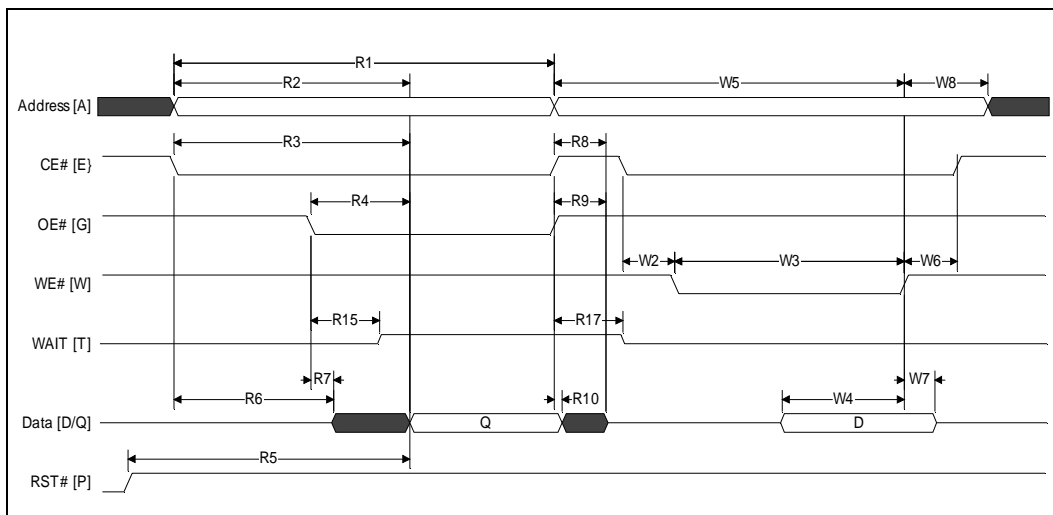 R1
R2
W5
W8
Address [A]
R3
R8
CE# [E}
R4
R9
OE# [G]
W2
W3
W6
WE# [W]
R15
R17
WAIT [T]
R7
R10
W7
R6
W4
Data [D/Q]
Q
D
R5
RST# [P]